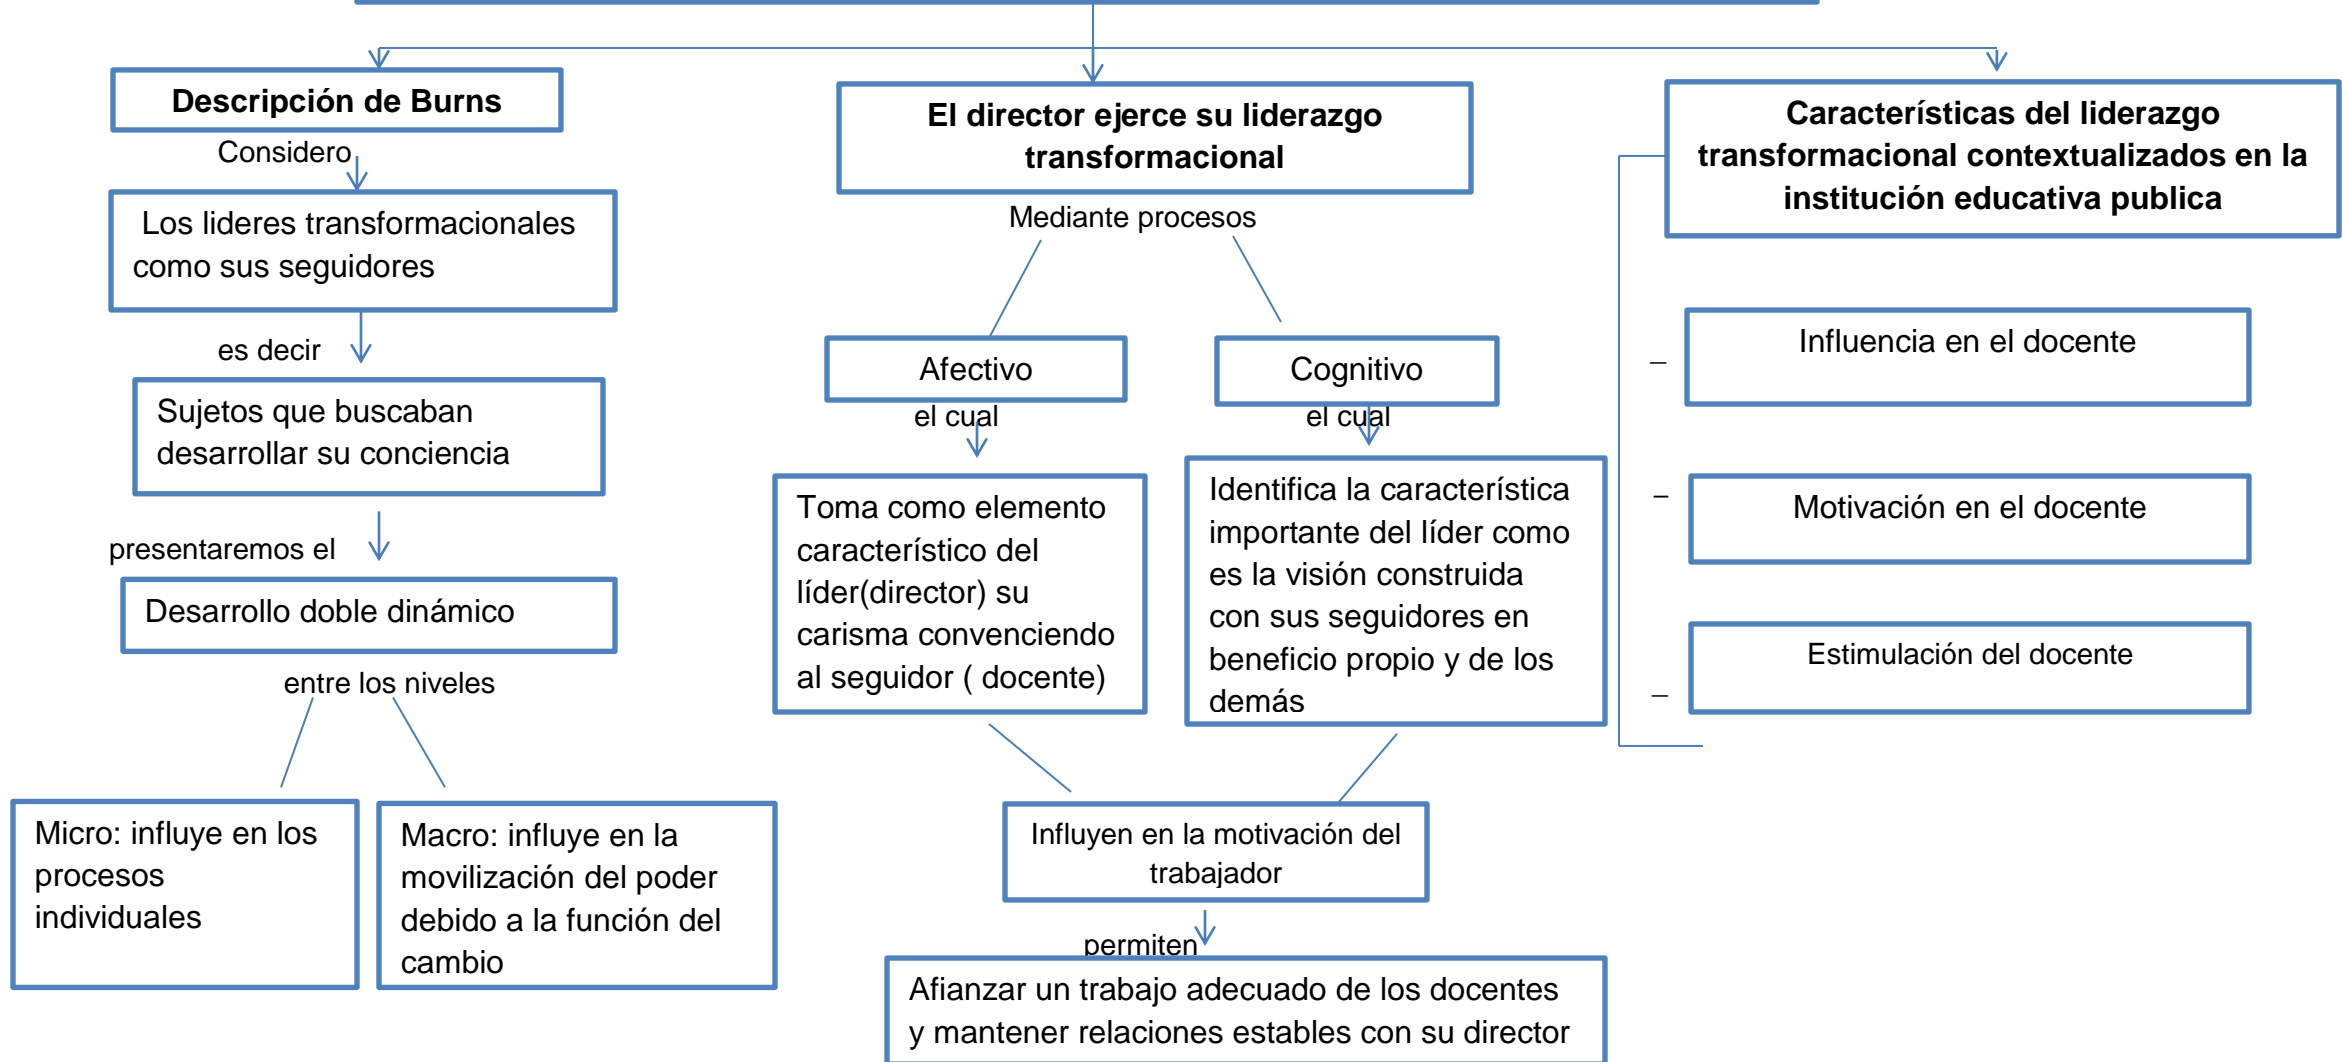 Descripción de Burns
Considero
Los lideres transformacionales
como sus seguidores
es decir
Sujetos que buscaban
desarrollar su conciencia
presentaremos el
Desarrollo doble dinámico
entre los niveles
Micro: influye en los
procesos
individuales
Macro: influye en la
movilización del poder
debido a la función del
cambio
El director ejerce su liderazgo
transformacional
Mediante procesos
Afectivo
el cual
Toma como elemento
característico del
líder(director) su
carisma convenciendo
al seguidor ( docente)
Cognitivo
el cual
Identifica la característica
importante del líder como
es la visión construida
con sus seguidores en
beneficio propio y de los
demás
Influyen en la motivación del
trabajador
permiten
Afianzar un trabajo adecuado de los docentes
y mantener relaciones estables con su director
Características del liderazgo
transformacional contextualizados en la
institución educativa publica
– Influencia en el docente
– Motivación en el docente
– Estimulación del docente